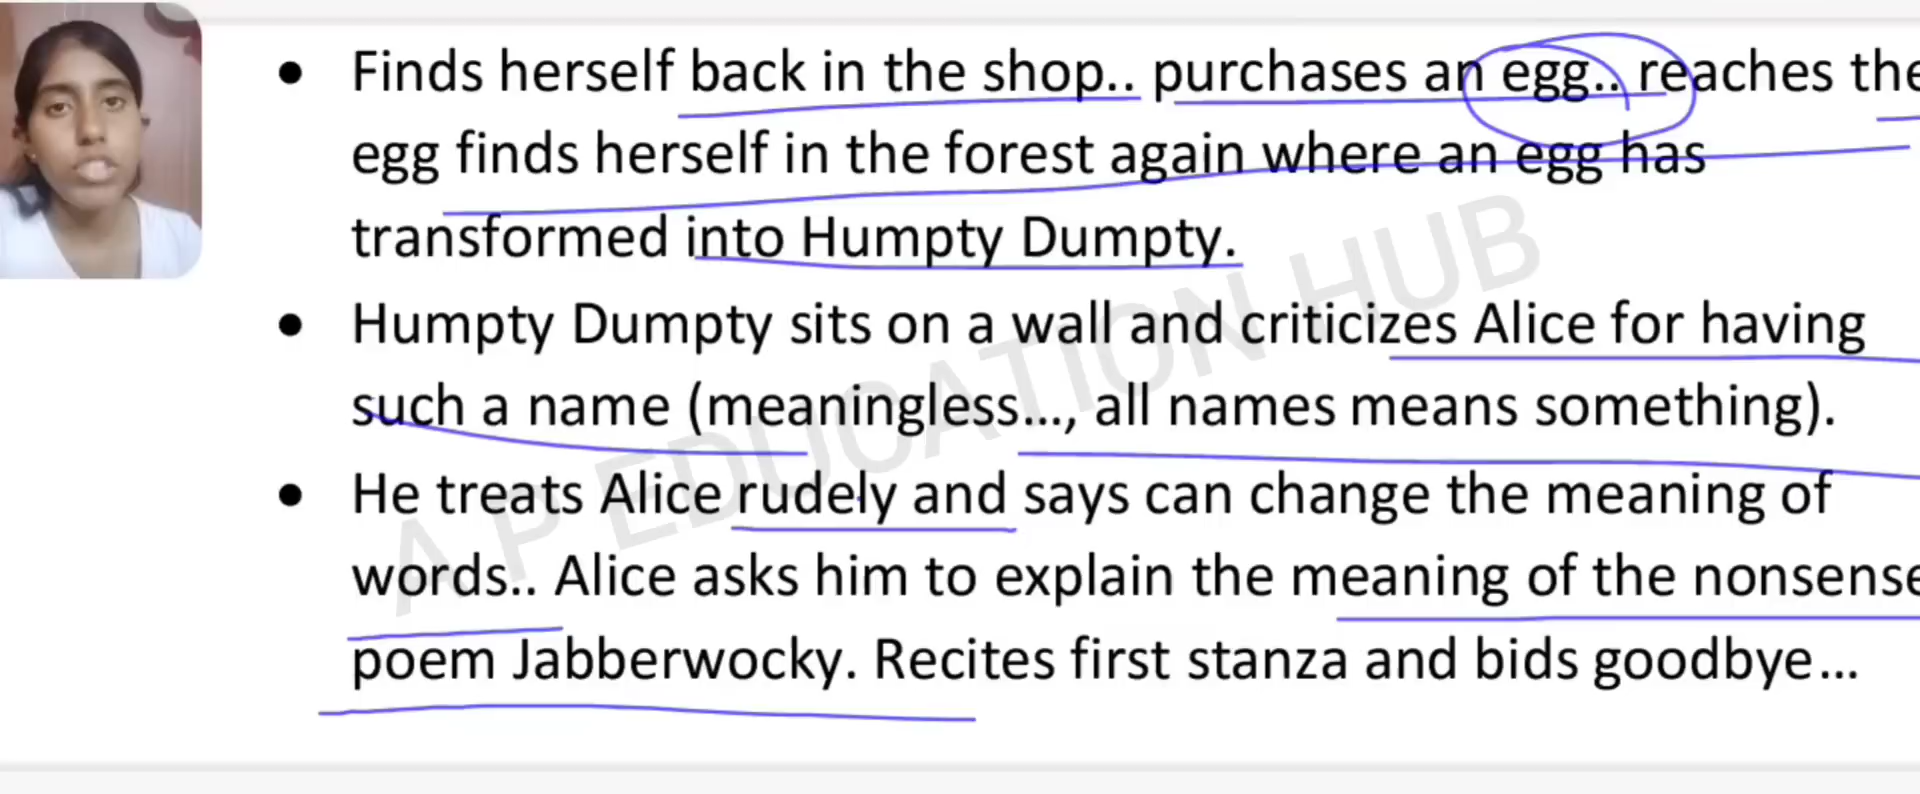 • Finds herself back in the shop.. purchases an egg.. reaches the
egg finds herself in the forest again where an egg has
transformed into Humpty Dumpty.
• Humpty Dumpty sits on a wall and criticizes Alice for having
such a name (meaningless..., all names means something).
• He treats Alice rudely and says can change the meaning of
words.. Alice asks him to explain the meaning of the nonsense
poem Jabberwocky. Recites first stanza and bids goodbye...
A P EDUCATION HUB